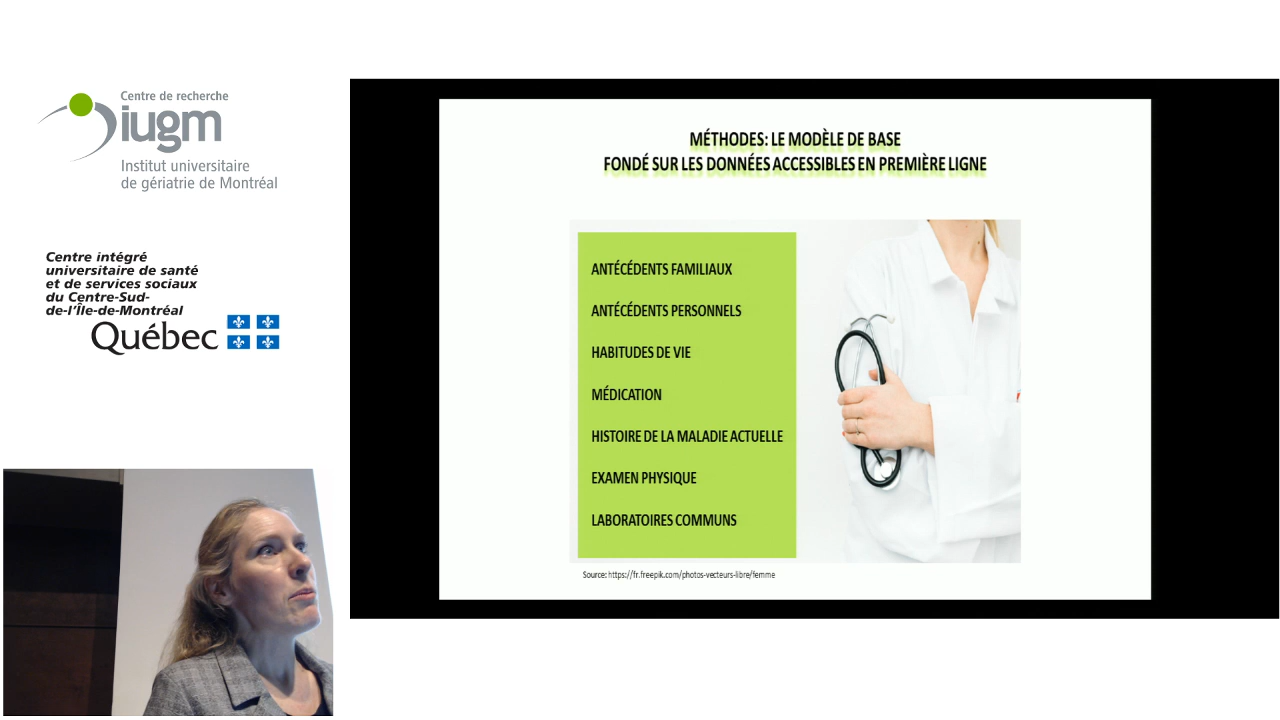 Centre de recherche
iugm
Institut universitaire
de gériatrie de Montréal
Centre intégré
universitaire de santé
et de services sociaux
du Centre-Sud-
de-l'Île-de-Montréal
Québec
MÉTHODES: LE MODÈLE DE BASE
FONDÉ SUR LES DONNÉES ACCESSIBLES EN PREMIÈRE LIGNE
ANTÉCÉDENTS FAMILIAUX
ANTÉCÉDENTS PERSONNELS
HABITUDES DE VIE
MÉDICATION
HISTOIRE DE LA MALADIE ACTUELLE
EXAMEN PHYSIQUE
LABORATOIRES COMMUNS
Source: https://fr.freepik.com/photos-vecteurs-libre/femme